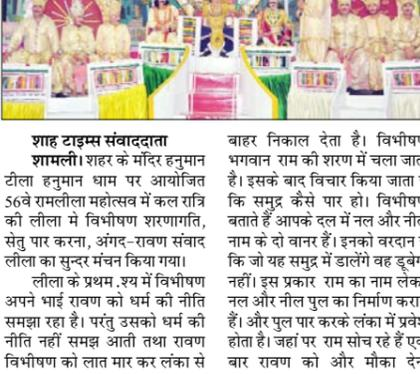 शाह टाइम्स संवाददाता
शामली। शहर के मंदिर हनुमान
टीला हनुमान धाम पर आयोजित
56वे रामलीला महोत्सव में कल रात्रि
की लीला मे विभीषण शरणागति,
सेतु पार करना, अंगद-रावण संवाद
लीला का सुन्दर मंचन किया गया।
लीला के प्रथम .श्य में विभीषण
अपने भाई रावण को धर्म की नीति
समझा रहा है। परंतु उसको धर्म की
नीति नहीं समझ आती तथा रावण
विभीषण को लात मार कर लंका से
बाहर निकाल देता है।
भगवान राम की शरण में चला
है। इसके बाद विचार किया जाता
कि समुद्र कैसे पार हो।
बताते हैं आपके दल में नल और
नाम के दो वानर हैं। इनको वरदान
कि जो यह समुद्र में डालेंगे वह
नहीं। इस प्रकार राम का नाम
नल और नील पुल का निर्माण
हैं। और पुल पार करके लंका में
होता है। जहां पर राम सोच रहे हैं
बार रावण को और मौका